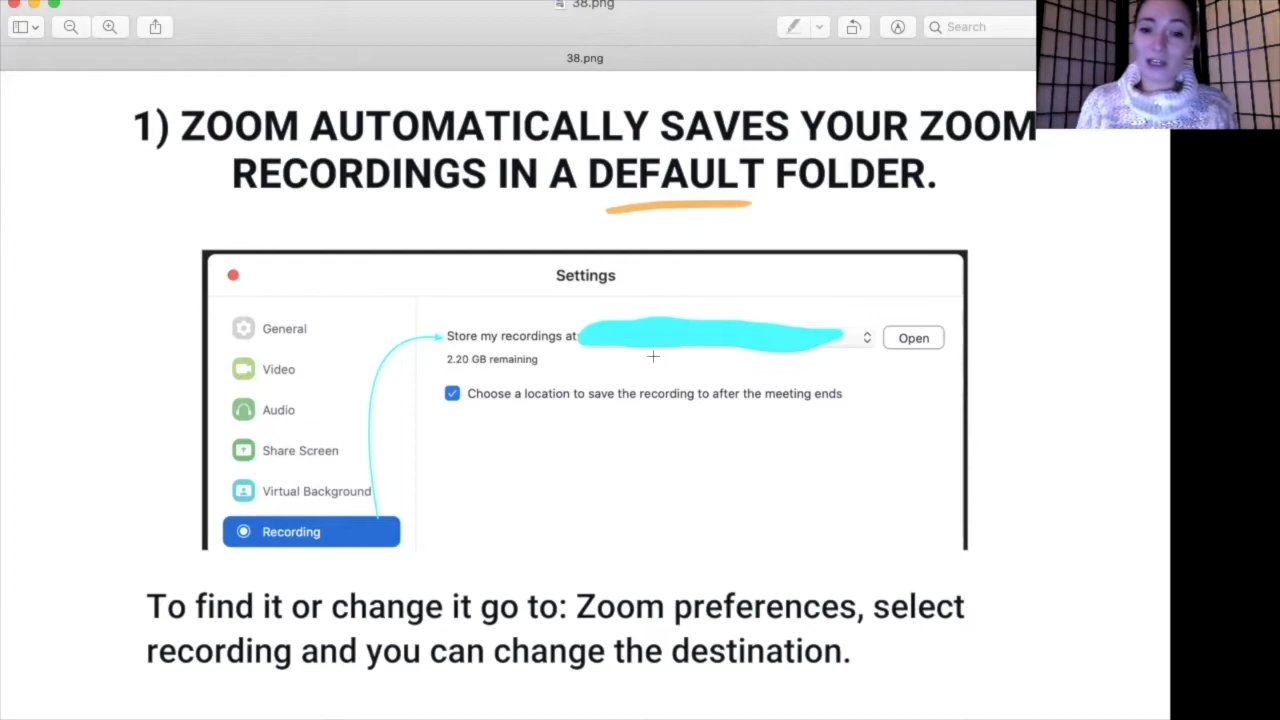 38.png
Search
38.png
1) ZOOM AUTOMATICALLY SAVES YOUR ZOOM
RECORDINGS IN A DEFAULT FOLDER.
Settings
General
Video
Audio
Share Screen
Virtual Background
Recording
Store my recordings at:
Open
2.20 GB remaining
Choose a location to save the recording to after the meeting ends
To find it or change it go to: Zoom preferences, select
recording and you can change the destination.